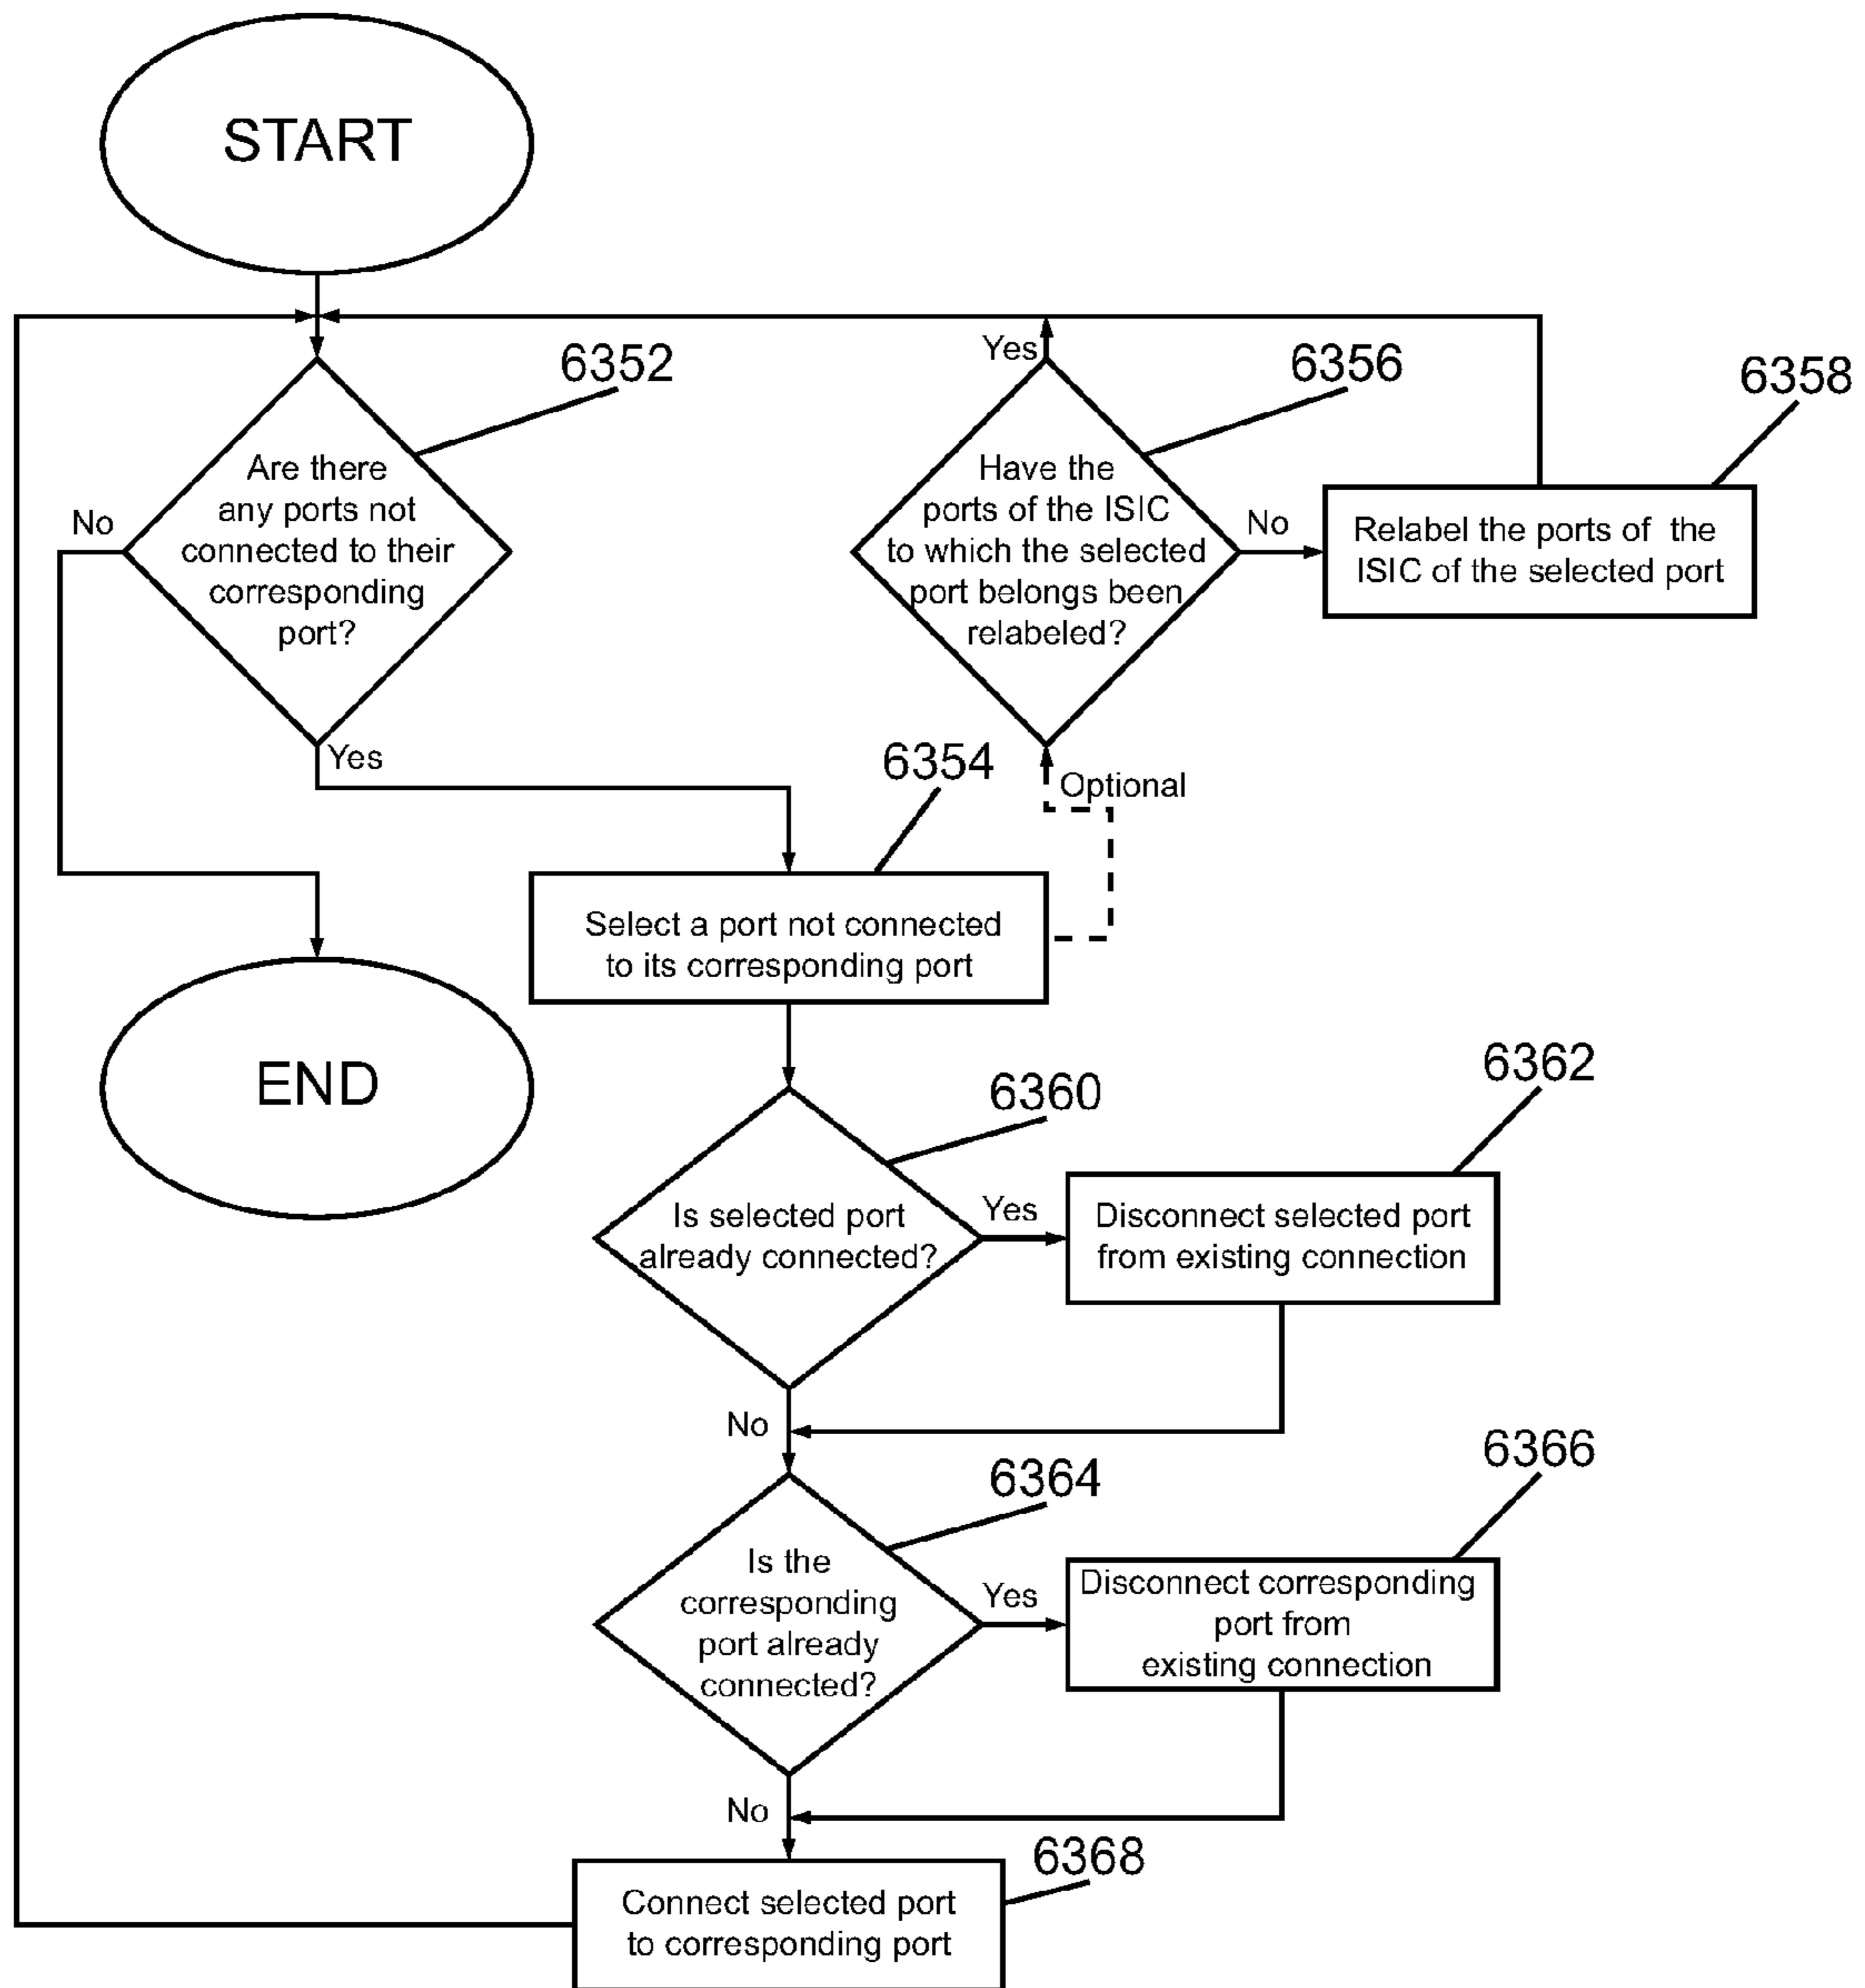 START
6352
Are there
any ports not
connected to their
corresponding
port?
No
Yes
Yes
6356
Have the
ports of the ISIC
to which the selected
port belongs been
relabeled?
No
6358
Relabel the ports of the
ISIC of the selected port
Optional
6354
Select a port not connected
to its corresponding port
END
6360
Is selected port
already connected?
Yes
6362
Disconnect selected port
from existing connection
No
6364
Is the
corresponding
port already
connected?
Yes
6366
Disconnect corresponding
port from
existing connection
No
6368
Connect selected port
to corresponding port